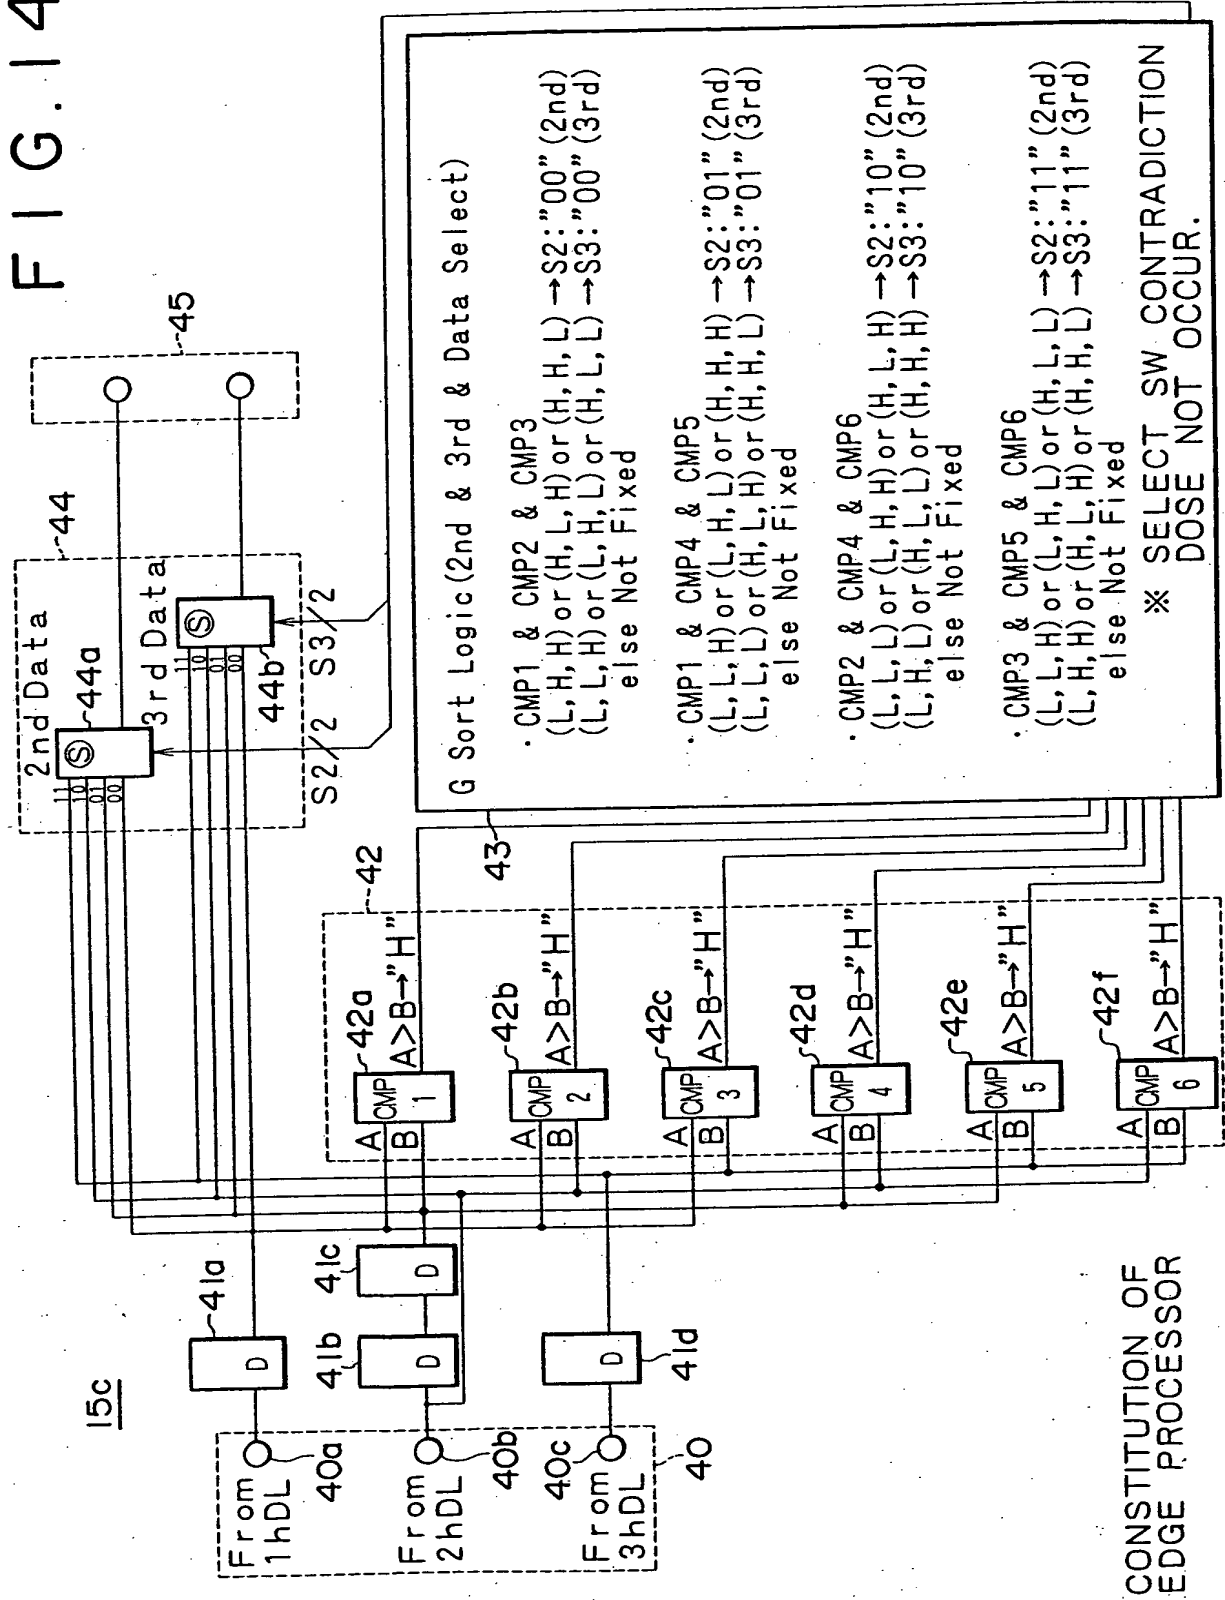 FIG.14
15c
From
1hDL
40a
From
2hDL
40b
From
3hDL
40c
40
41a
D
41b
D
41c
D
41d
D
42
42a
CMP
1
A
B
A>B→"H"
42b
CMP
2
A
B
A>B→"H"
42c
CMP
3
A
B
A>B→"H"
42d
CMP
4
A
B
A>B→"H"
42e
CMP
5
A
B
A>B→"H"
42f
CMP
6
A
B
A>B→"H"
44
2nd Data
44a
S
11
10
01
00
3rd Data
44b
S
11
10
01
00
S2/2
S3/2
45
43
G Sort Logic(2nd & 3rd & Data Select)
· CMP1 & CMP2 & CMP3
(L,H,H)or(H,L,H)or(H,H,L)→S2:"00"(2nd)
(L,L,H)or(L,H,L)or(H,L,L)→S3:"00"(3rd)
else Not Fixed
· CMP1 & CMP4 & CMP5
(L,L,H)or(L,H,L)or(H,H,H)→S2:"01"(2nd)
(L,L,L)or(H,L,H)or(H,H,L)→S3:"01"(3rd)
else Not Fixed
· CMP2 & CMP4 & CMP6
(L,L,L)or(L,H,H)or(H,L,H)→S2:"10"(2nd)
(L,H,L)or(H,L,L)or(H,H,H)→S3:"10"(3rd)
else Not Fixed
· CMP3 & CMP5 & CMP6
(L,L,H)or(L,H,L)or(H,L,L)→S2:"11"(2nd)
(L,H,H)or(H,L,H)or(H,H,L)→S3:"11"(3rd)
else Not Fixed
※ SELECT SW CONTRADICTION
DOSE NOT OCCUR.
CONSTITUTION OF
EDGE PROCESSOR